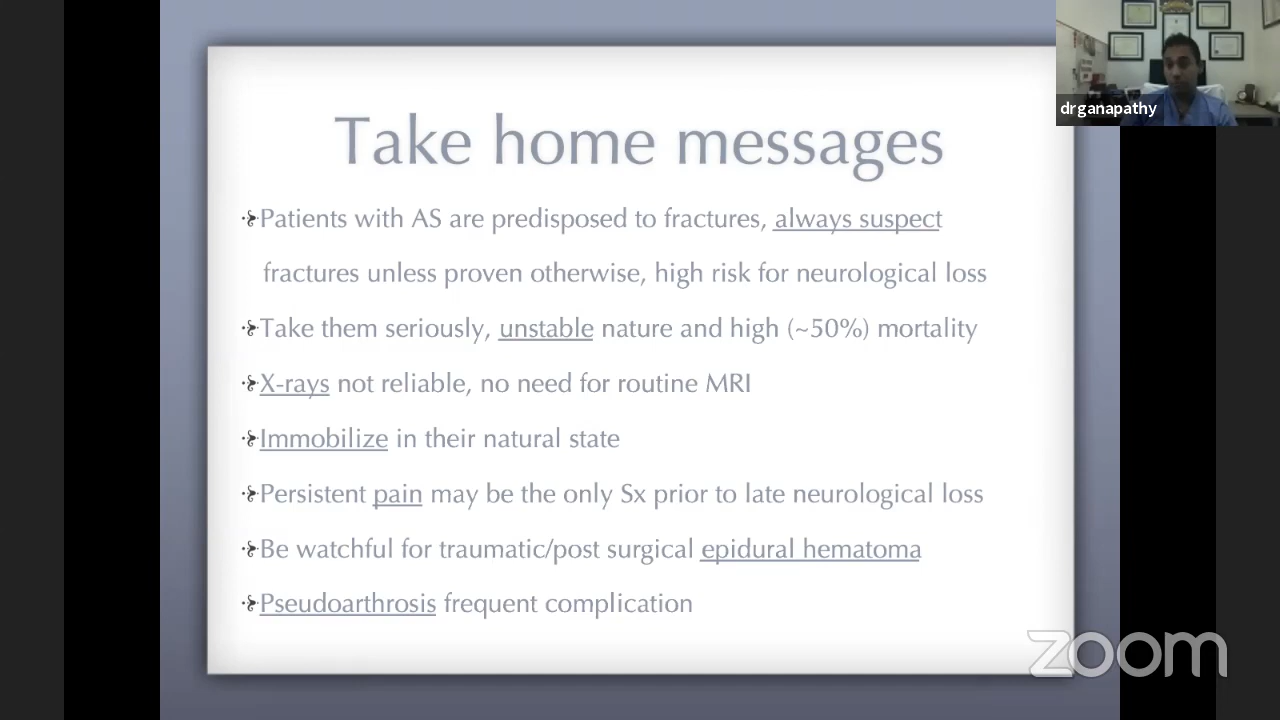 drganapathy
Take home messages
Patients with AS are predisposed to fractures, always suspect
fractures unless proven otherwise, high risk for neurological loss
Take them seriously, unstable nature and high (~50%) mortality
X-rays not reliable, no need for routine MRI
Immobilize in their natural state
Persistent pain may be the only Sx prior to late neurological loss
Be watchful for traumatic/post surgical epidural hematoma
Pseudoarthrosis frequent complication
zoom